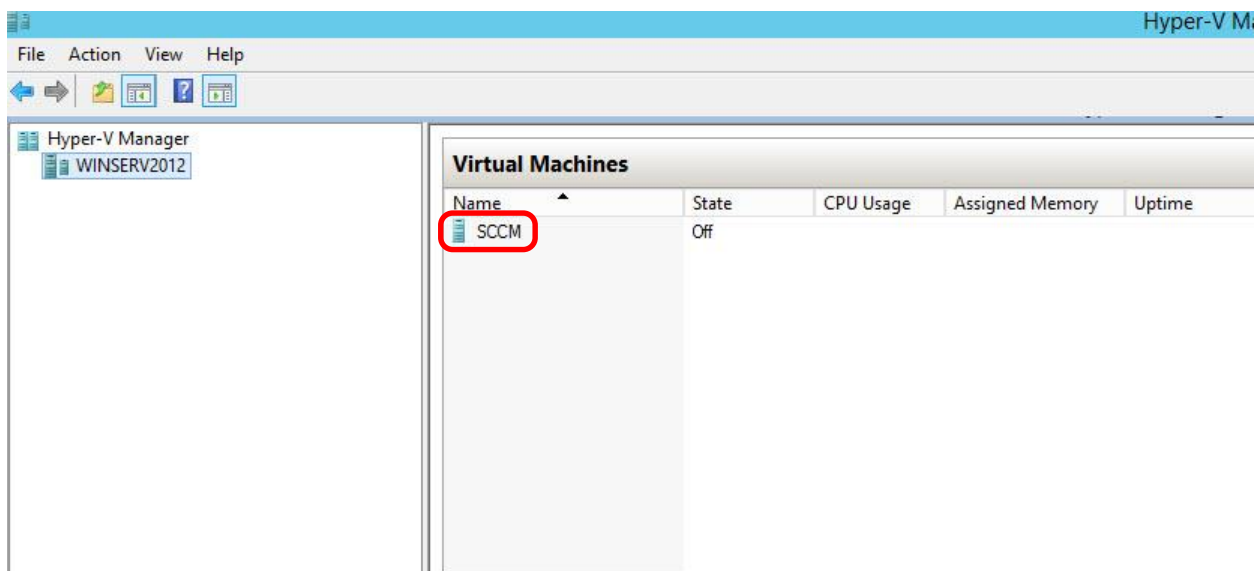 Hyper-V Ma
File Action View Help
Hyper-V Manager
WINSERV2012
Virtual Machines
Name State CPU Usage Assigned Memory Uptime
SCCM Off